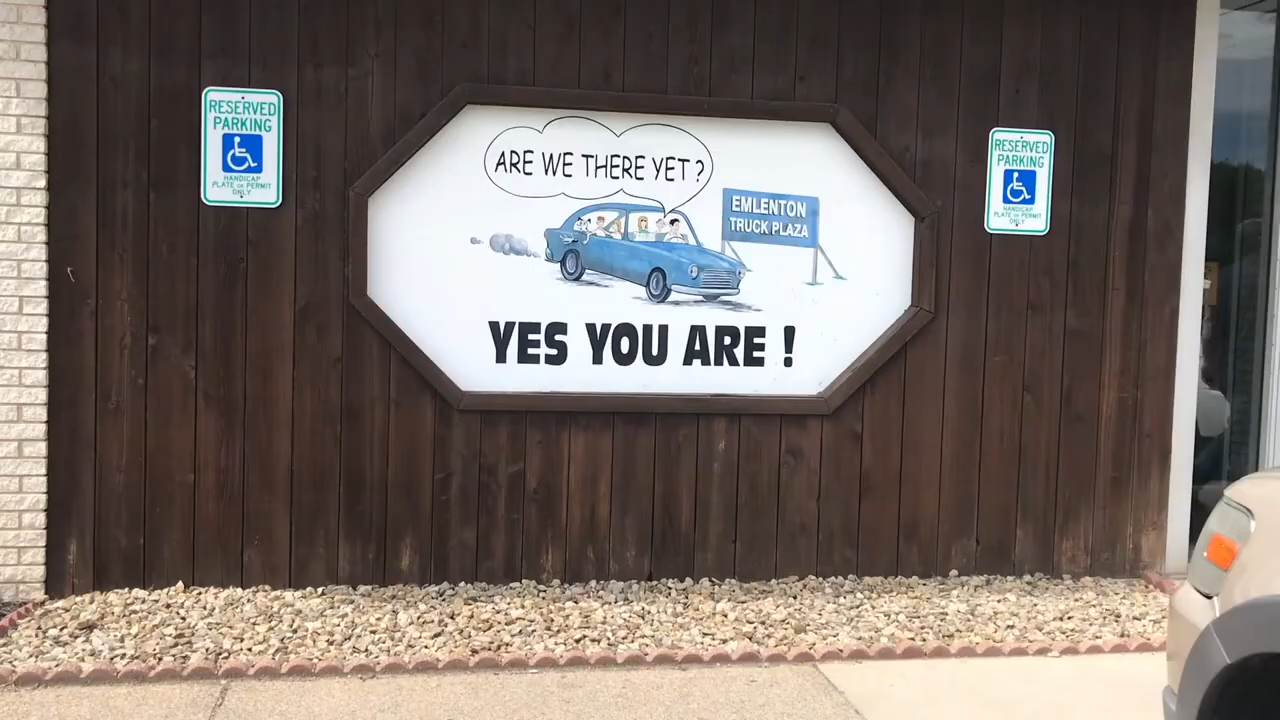 RESERVED
PARKING
HANDICAP
PLATE OR PERMIT
ONLY
ARE WE THERE YET?
EMLENTON
TRUCK PLAZA
YES YOU ARE !
RESERVED
PARKING
HANDICAP
PLATE OR PERMIT
ONLY